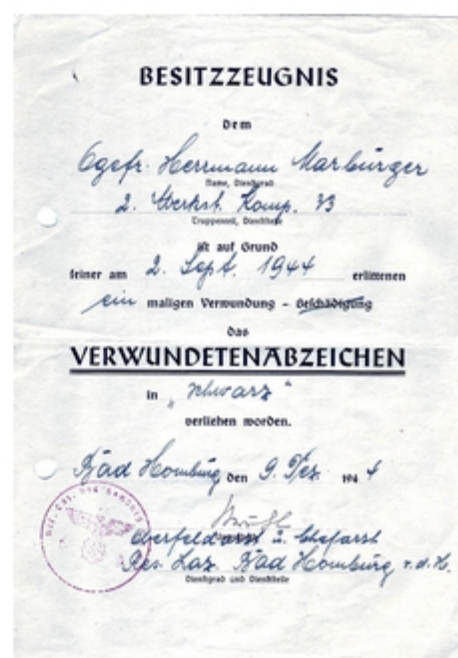 BESITZZEUGNIS
dem
Ogefr. Herrmann Marburger
Name, Dienstgrad
2. Werkst. Komp. 33
Truppenteil, Dienststelle
ist auf Grund
seiner am 2. Sept. 1944 erlittenen
ein maligen Verwundung – Beschädigung
das
VERWUNDETENABZEICHEN
in „schwarz“
verliehen worden.
Bad Homburg den 9. Dez. 194 4
Oberfeldarzt u. Chefarzt
Res. Laz. Bad Homburg v.d.H.
Dienstgrad und Dienststelle